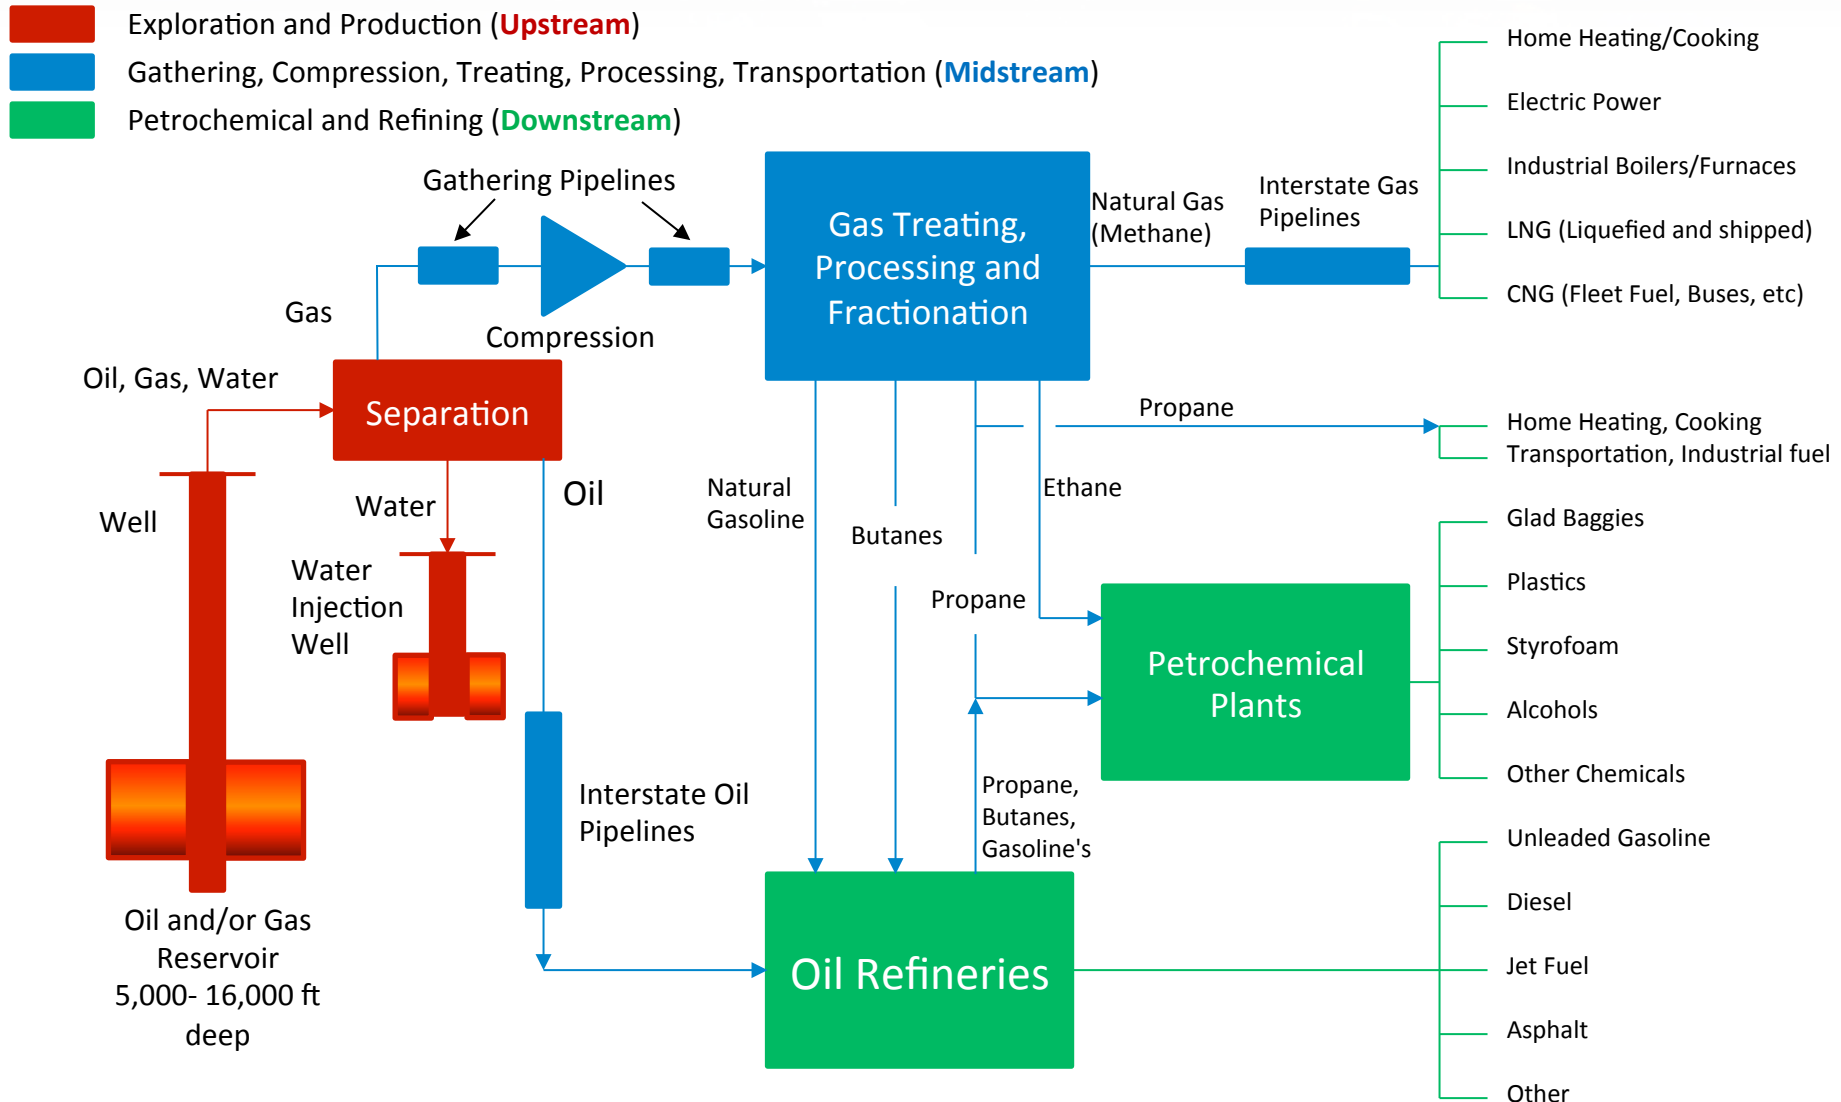 Exploration and Production (Upstream)
Gathering, Compression, Treating, Processing, Transportation (Midstream)
Petrochemical and Refining (Downstream)
Gathering Pipelines
Gas
Compression
Oil, Gas, Water
Separation
Well
Water
Oil
Water
Injection
Well
Oil and/or Gas
Reservoir
5,000- 16,000 ft
deep
Interstate Oil
Pipelines
Gas Treating,
Processing and
Fractionation
Natural Gas
(Methane)
Interstate Gas
Pipelines
Home Heating/Cooking
Electric Power
Industrial Boilers/Furnaces
LNG (Liquefied and shipped)
CNG (Fleet Fuel, Buses, etc)
Propane
Home Heating, Cooking
Transportation, Industrial fuel
Natural
Gasoline
Butanes
Propane
Ethane
Petrochemical
Plants
Glad Baggies
Plastics
Styrofoam
Alcohols
Other Chemicals
Propane,
Butanes,
Gasoline's
Oil Refineries
Unleaded Gasoline
Diesel
Jet Fuel
Asphalt
Other